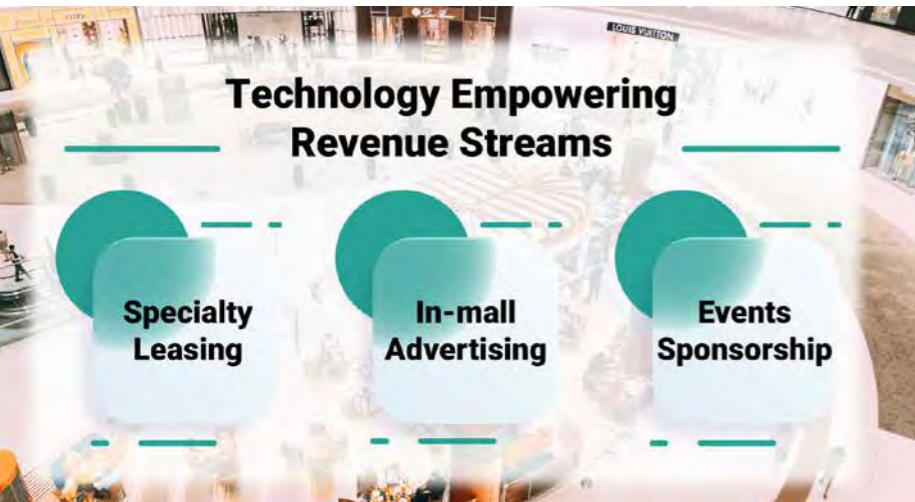 LOUIS VUITTON
Technology Empowering
Revenue Streams
Specialty
Leasing
In-mall
Advertising
Events
Sponsorship